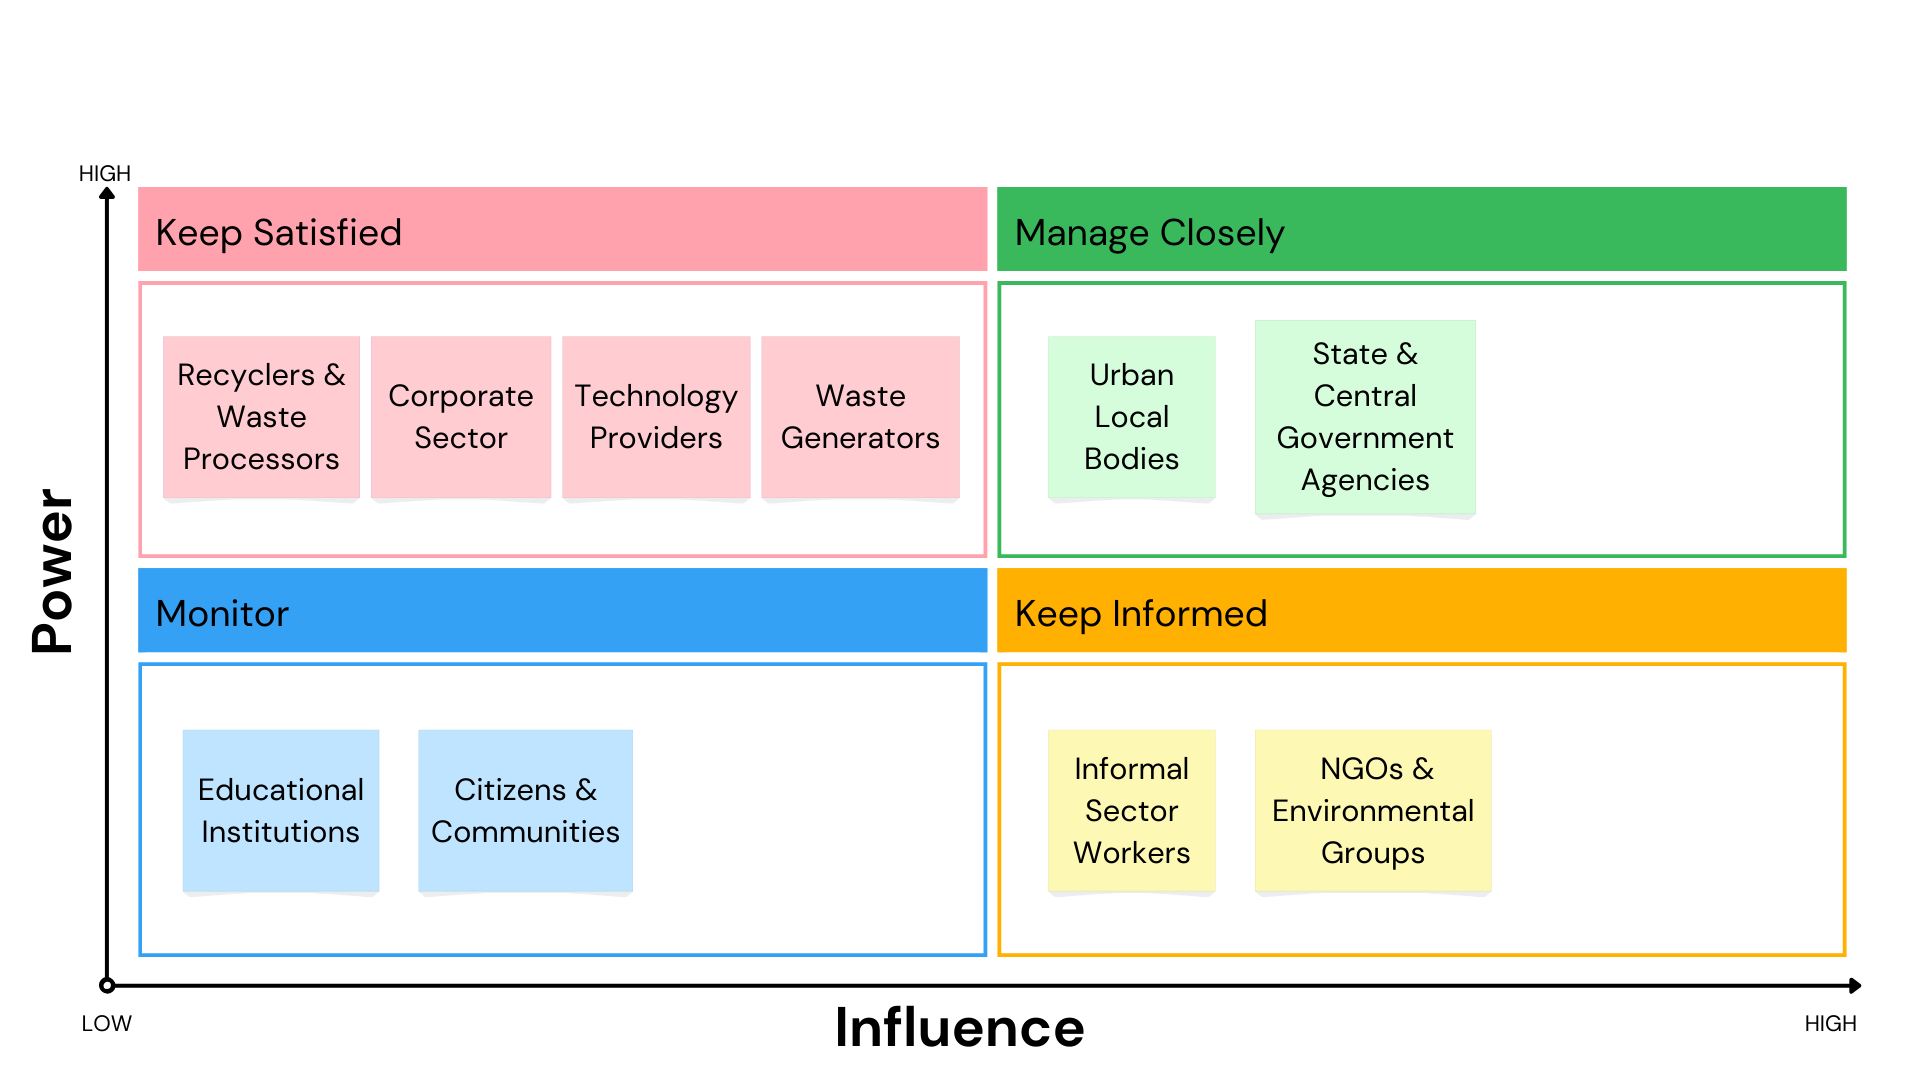 HIGH
Keep Satisfied
Manage Closely
Recyclers &
Waste
Processors
Corporate
Sector
Technology
Providers
Waste
Generators
Urban
Local
Bodies
State &
Central
Government
Agencies
Power
Monitor
Keep Informed
Educational
Institutions
Citizens &
Communities
Informal
Sector
Workers
NGOs &
Environmental
Groups
LOW
Influence
HIGH